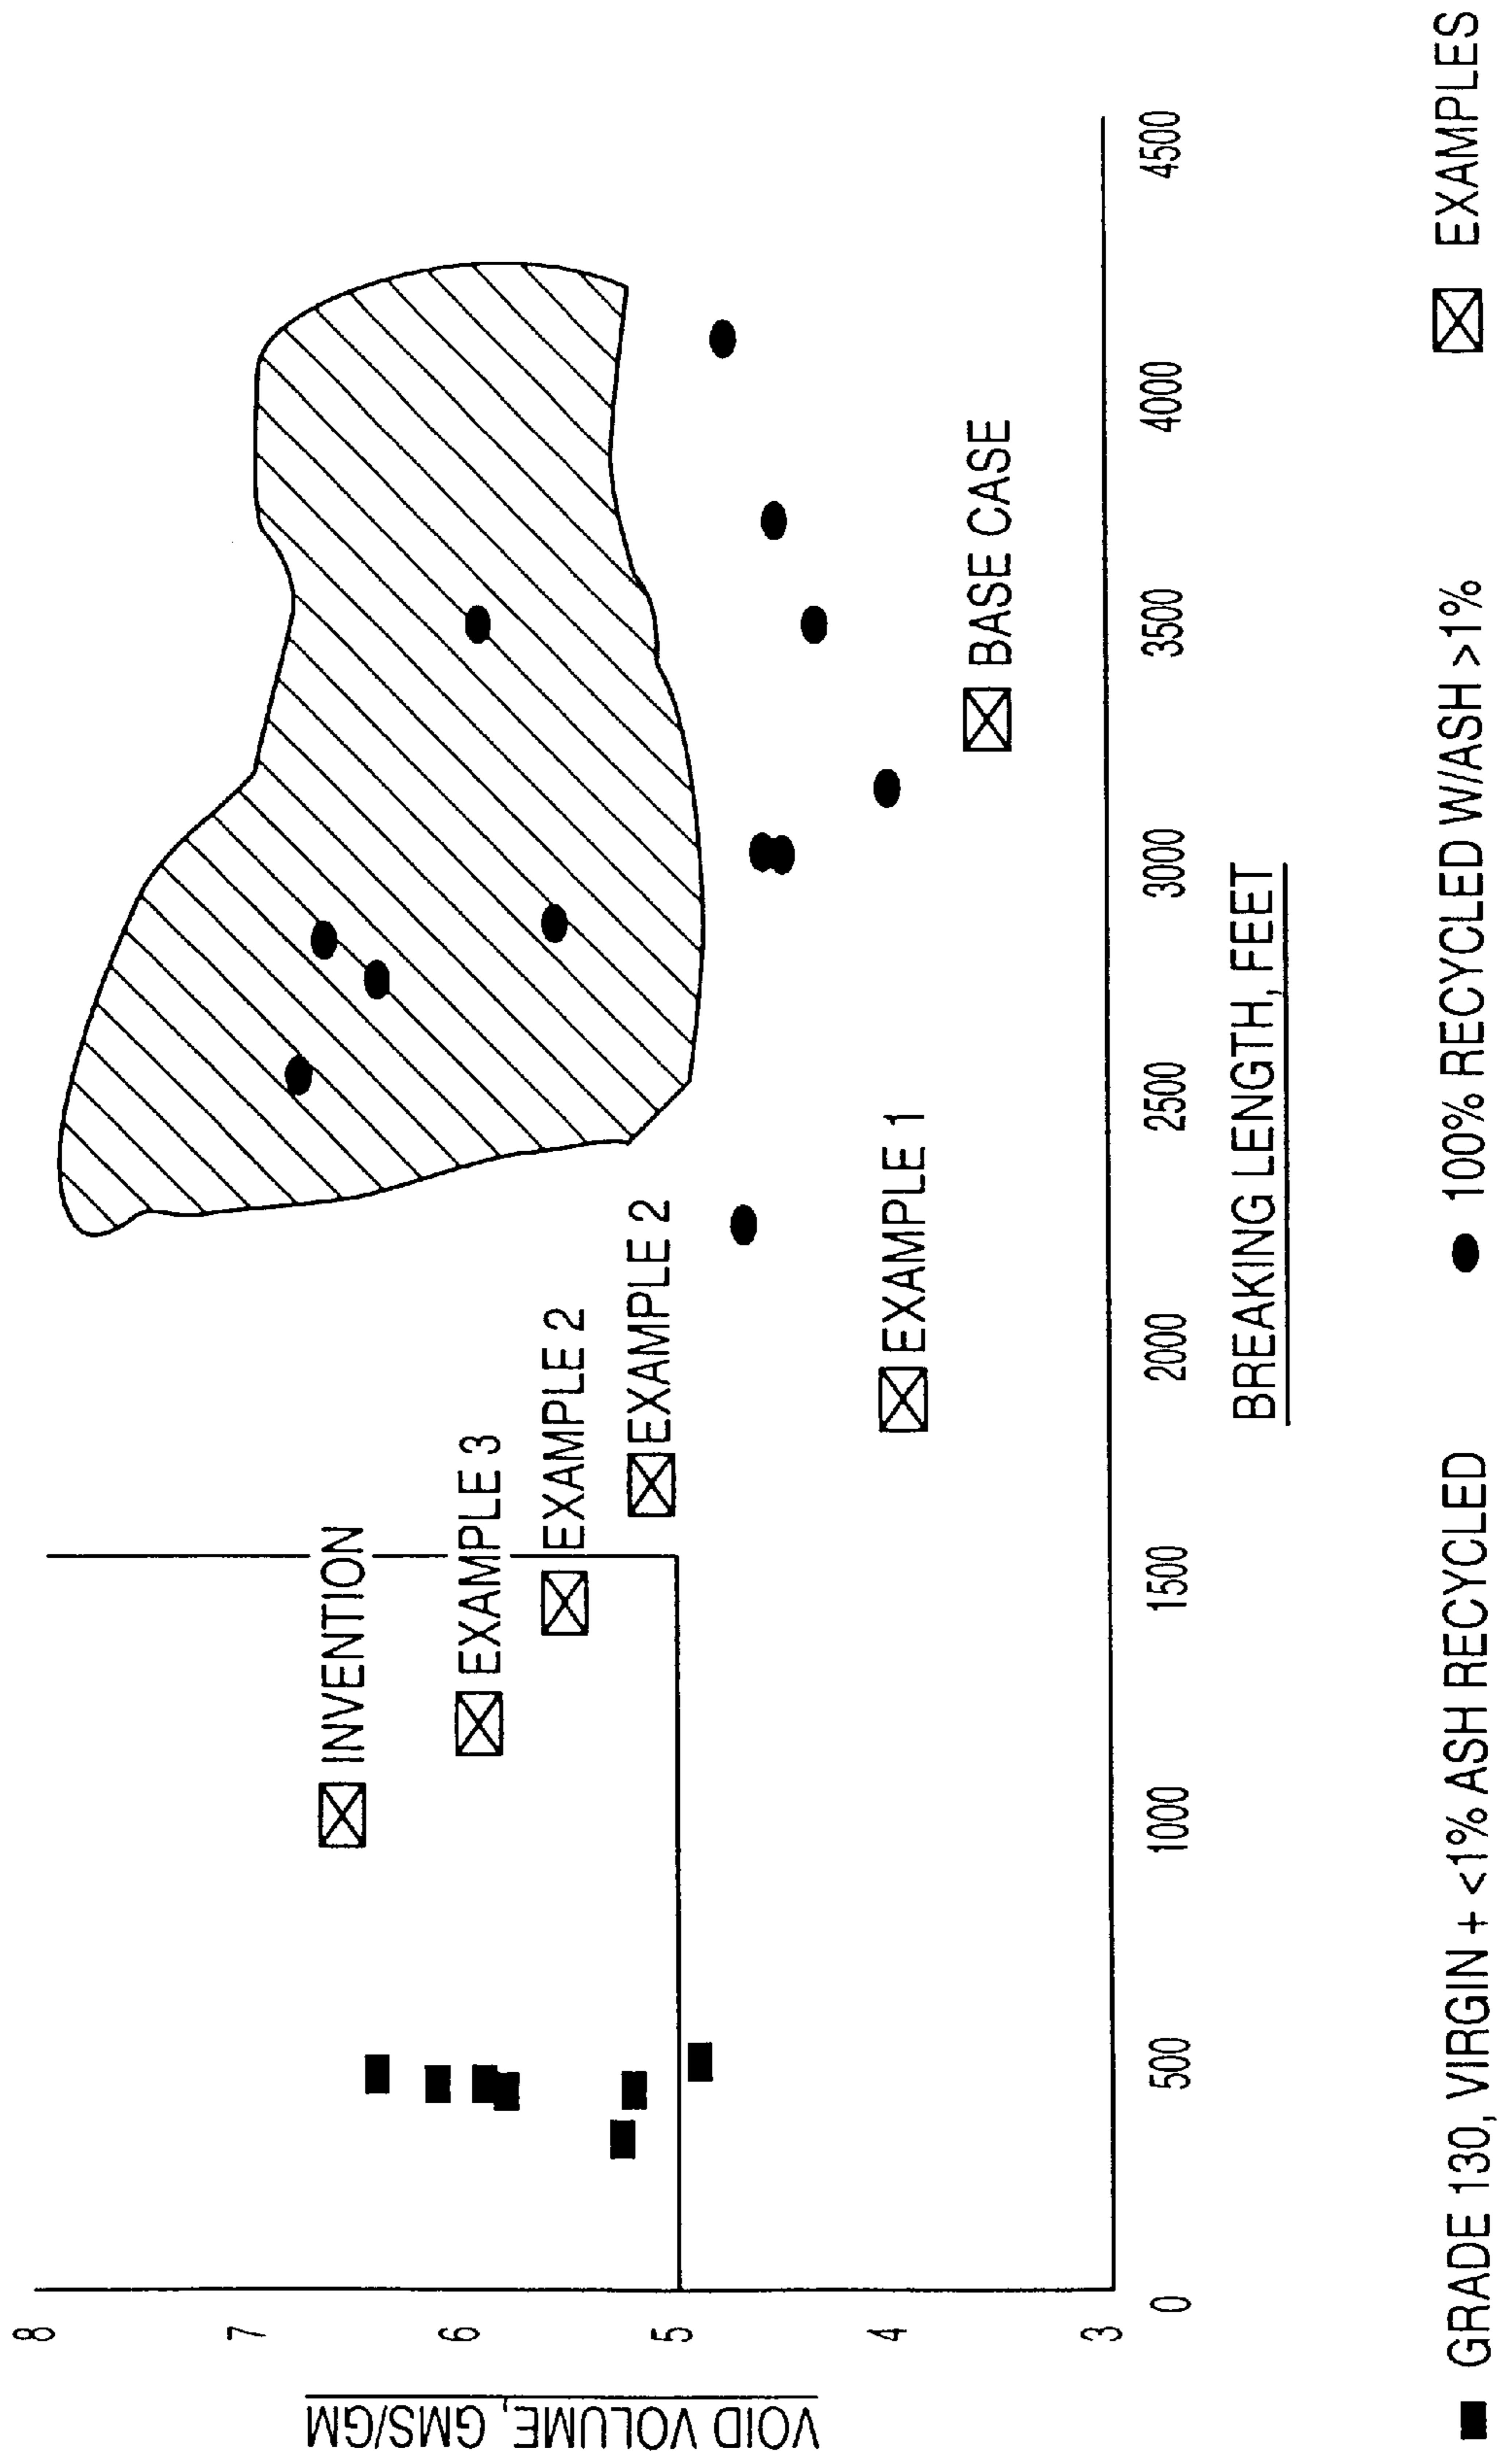 VOID VOLUME, GMS/GM
8
7
6
5
4
3
INVENTION
EXAMPLE 3
EXAMPLE 2
EXAMPLE 2
EXAMPLE 1
BASE CASE
0 500 1000 1500 2000 2500 3000 3500 4000 4500
BREAKING LENGTH, FEET
GRADE 130, VIRGIN + <1% ASH RECYCLED
100% RECYCLED W/ASH >1%
EXAMPLES